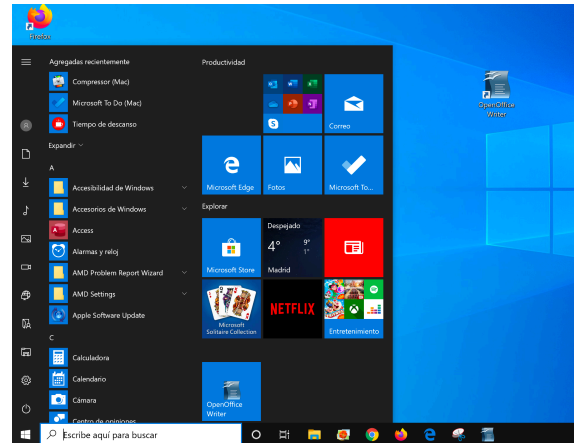 Firefox
OpenOffice
Writer
Agregadas recientemente
Compressor (Mac)
Microsoft To Do (Mac)
Tiempo de descanso
Expandir
A
Accesibilidad de Windows
Accesorios de Windows
Access
Alarmas y reloj
AMD Problem Report Wizard
AMD Settings
Apple Software Update
C
Calculadora
Calendario
Cámara
Centro de opiniones
Productividad
Correo
Microsoft Edge
Fotos
Microsoft To...
Explorar
Microsoft Store
Despejado
4°
9°
1°
Madrid
Microsoft
Solitaire Collection
NETFLIX
Entretenimiento
OpenOffice
Writer
Escribe aquí para buscar